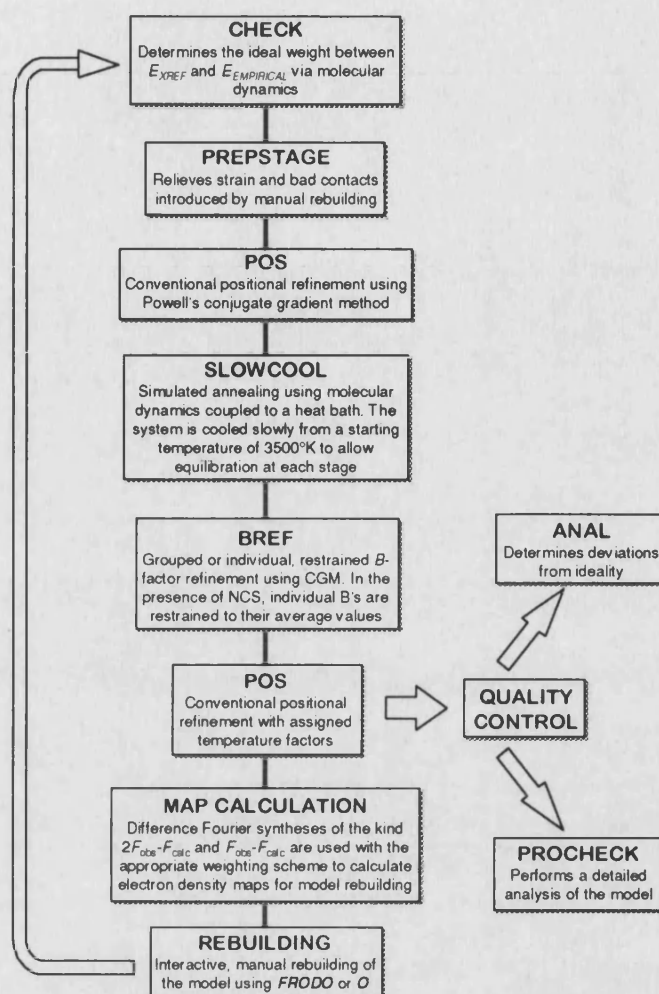 CHECK
Determines the ideal weight between
E_XREF and E_EMPIRICAL via molecular
dynamics
PREPSTAGE
Relieves strain and bad contacts
introduced by manual rebuilding
POS
Conventional positional refinement using
Powell's conjugate gradient method
SLOWCOOL
Simulated annealing using molecular
dynamics coupled to a heat bath. The
system is cooled slowly from a starting
temperature of 3500°K to allow
equilibration at each stage
BREF
Grouped or individual, restrained B-
factor refinement using CGM. In the
presence of NCS, individual B's are
restrained to their average values
POS
Conventional positional
refinement with assigned
temperature factors
QUALITY
CONTROL
ANAL
Determines deviations
from ideality
PROCHECK
Performs a detailed
analysis of the model
MAP CALCULATION
Difference Fourier syntheses of the kind
2F_obs-F_calc and F_obs-F_calc are used with the
appropriate weighting scheme to calculate
electron density maps for model rebuilding
REBUILDING
Interactive, manual rebuilding of
the model using FRODO or O